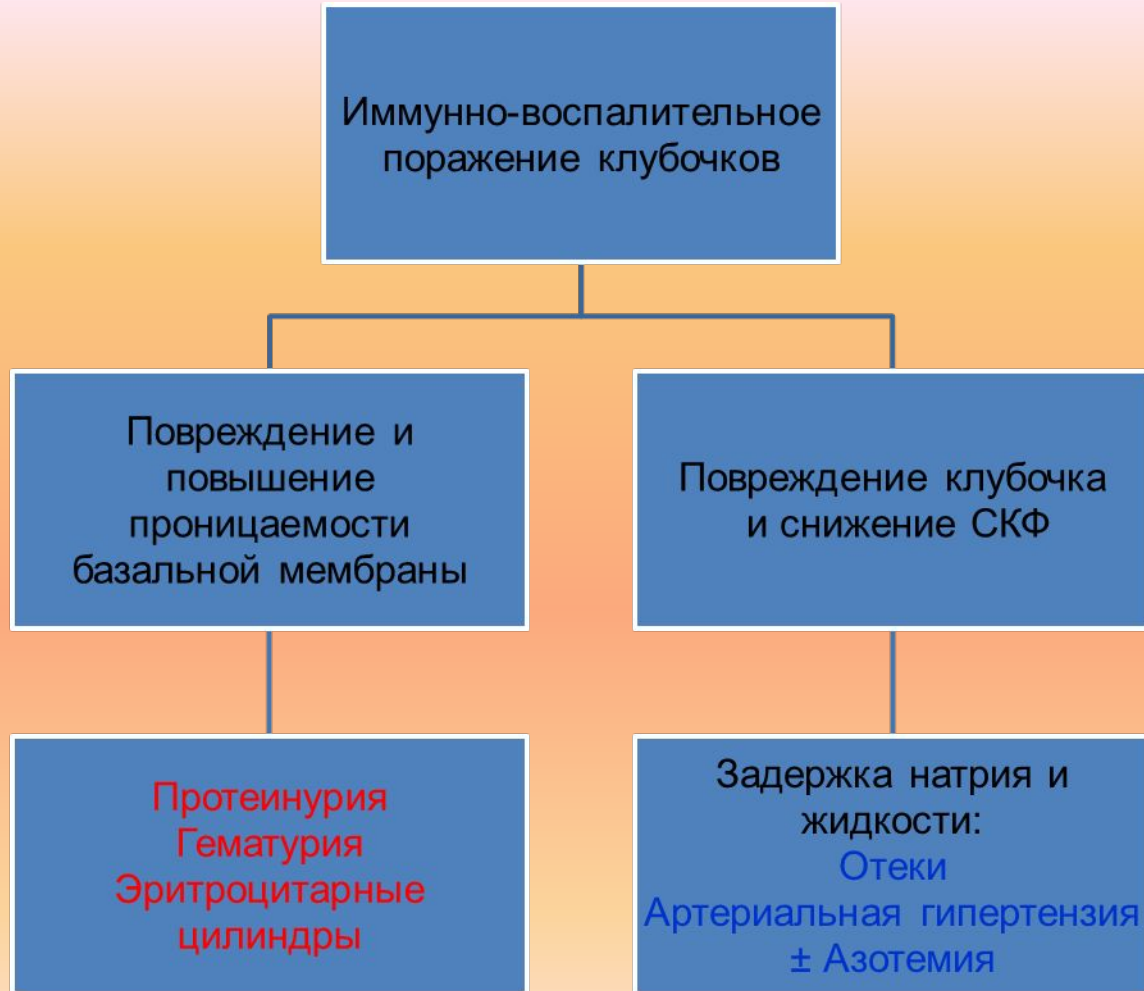 Иммунно-воспалительное
поражение клубочков
Повреждение и
повышение
проницаемости
базальной мембраны
Повреждение клубочка
и снижение СКФ
Протеинурия
Гематурия
Эритроцитарные
цилиндры
Задержка натрия и
жидкости:
Отеки
Артериальная гипертензия
± Азотемия